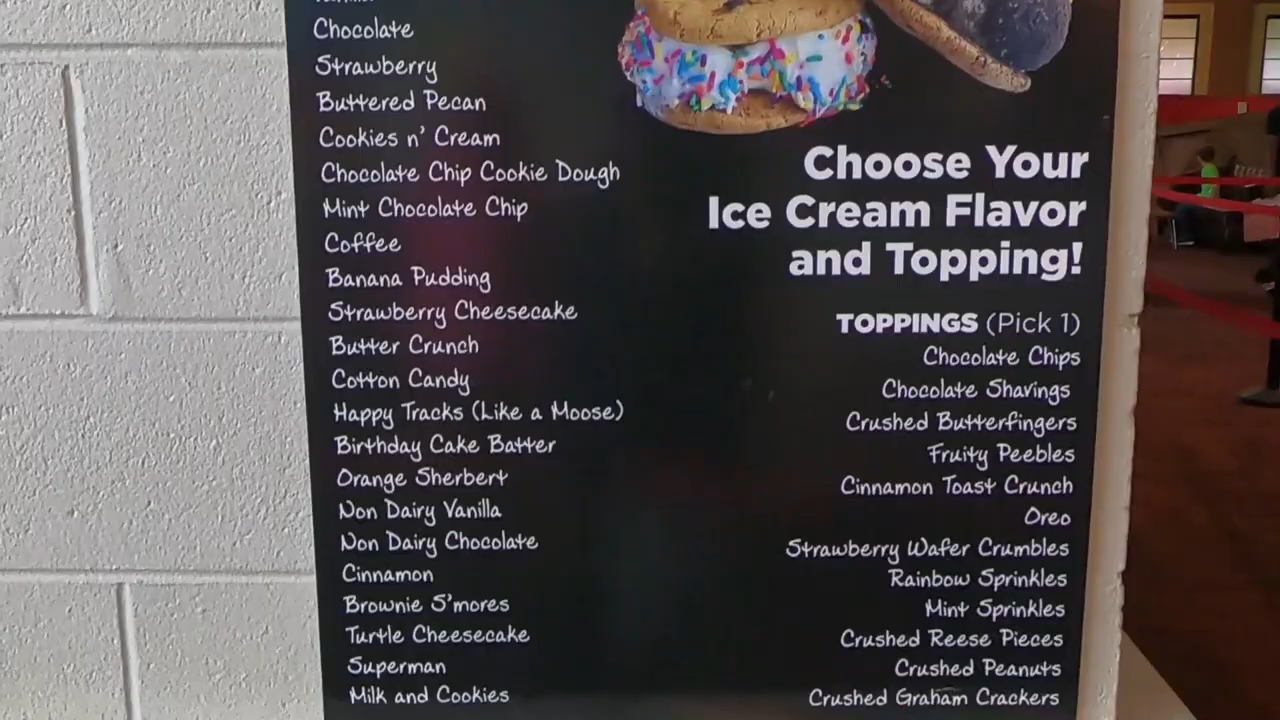 Chocolate
Strawberry
Buttered Pecan
Cookies n' Cream
Chocolate Chip Cookie Dough
Mint Chocolate Chip
Coffee
Banana Pudding
Strawberry Cheesecake
Butter Crunch
Cotton Candy
Happy Tracks (Like a Moose)
Birthday Cake Batter
Orange Sherbert
Non Dairy Vanilla
Non Dairy Chocolate
Cinnamon
Brownie S'mores
Turtle Cheesecake
Superman
Milk and Cookies
Choose Your
Ice Cream Flavor
and Topping!
TOPPINGS (Pick 1)
Chocolate Chips
Chocolate Shavings
Crushed Butterfingers
Fruity Peebles
Cinnamon Toast Crunch
Oreo
Strawberry Wafer Crumbles
Rainbow Sprinkles
Mint Sprinkles
Crushed Reese Pieces
Crushed Peanuts
Crushed Graham Crackers